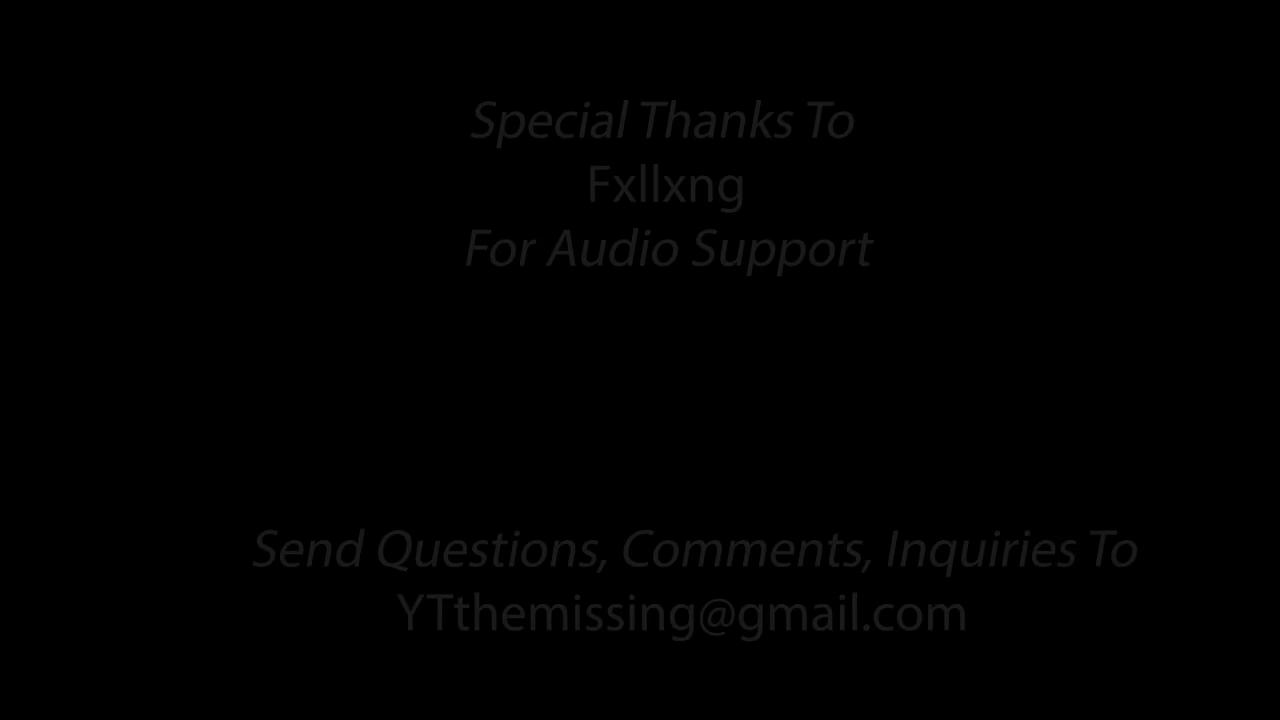 Special Thanks To
Fxllxng
For Audio Support
Send Questions, Comments, Inquiries To
YTthemissing@gmail.com